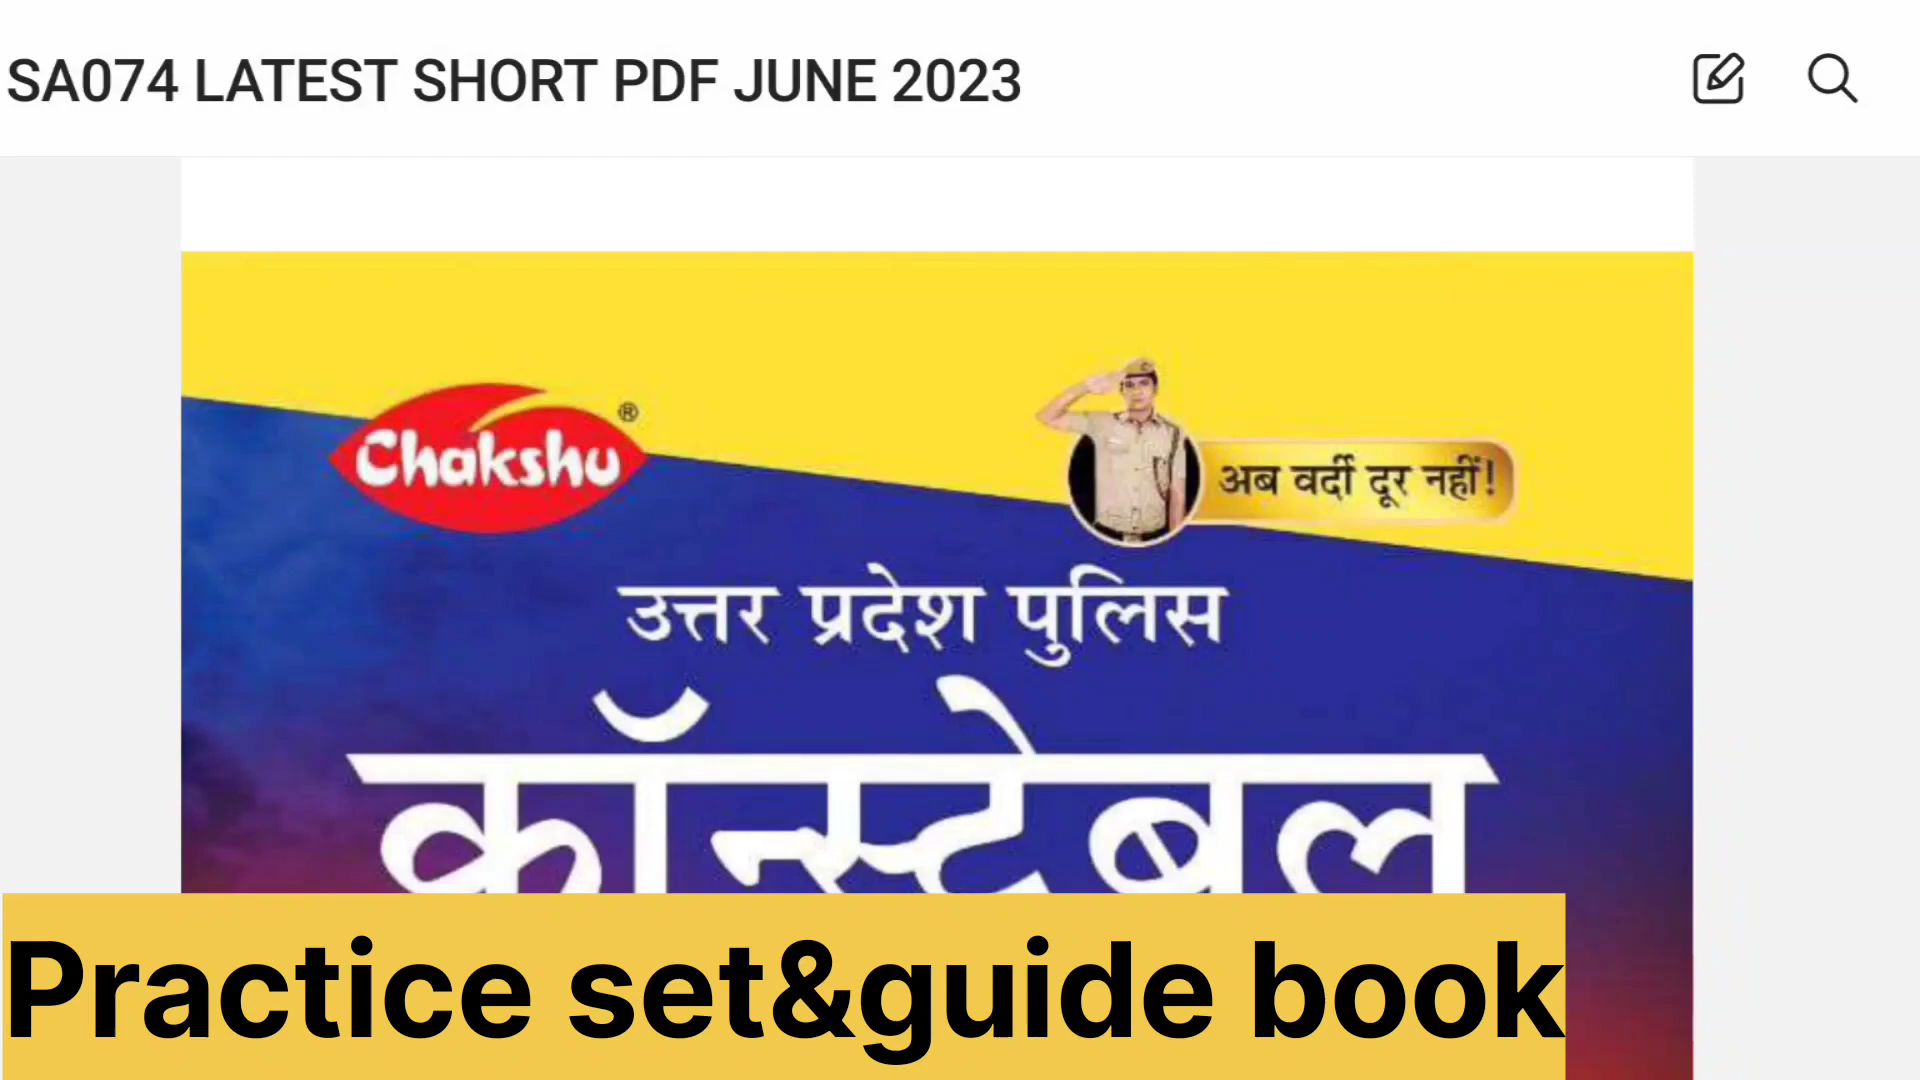 SA074 LATEST SHORT PDF JUNE 2023
Chakshu®
अब वर्दी दूर नहीं!
उत्तर प्रदेश पुलिस
कॉन्स्टेबल
Practice set&guide book